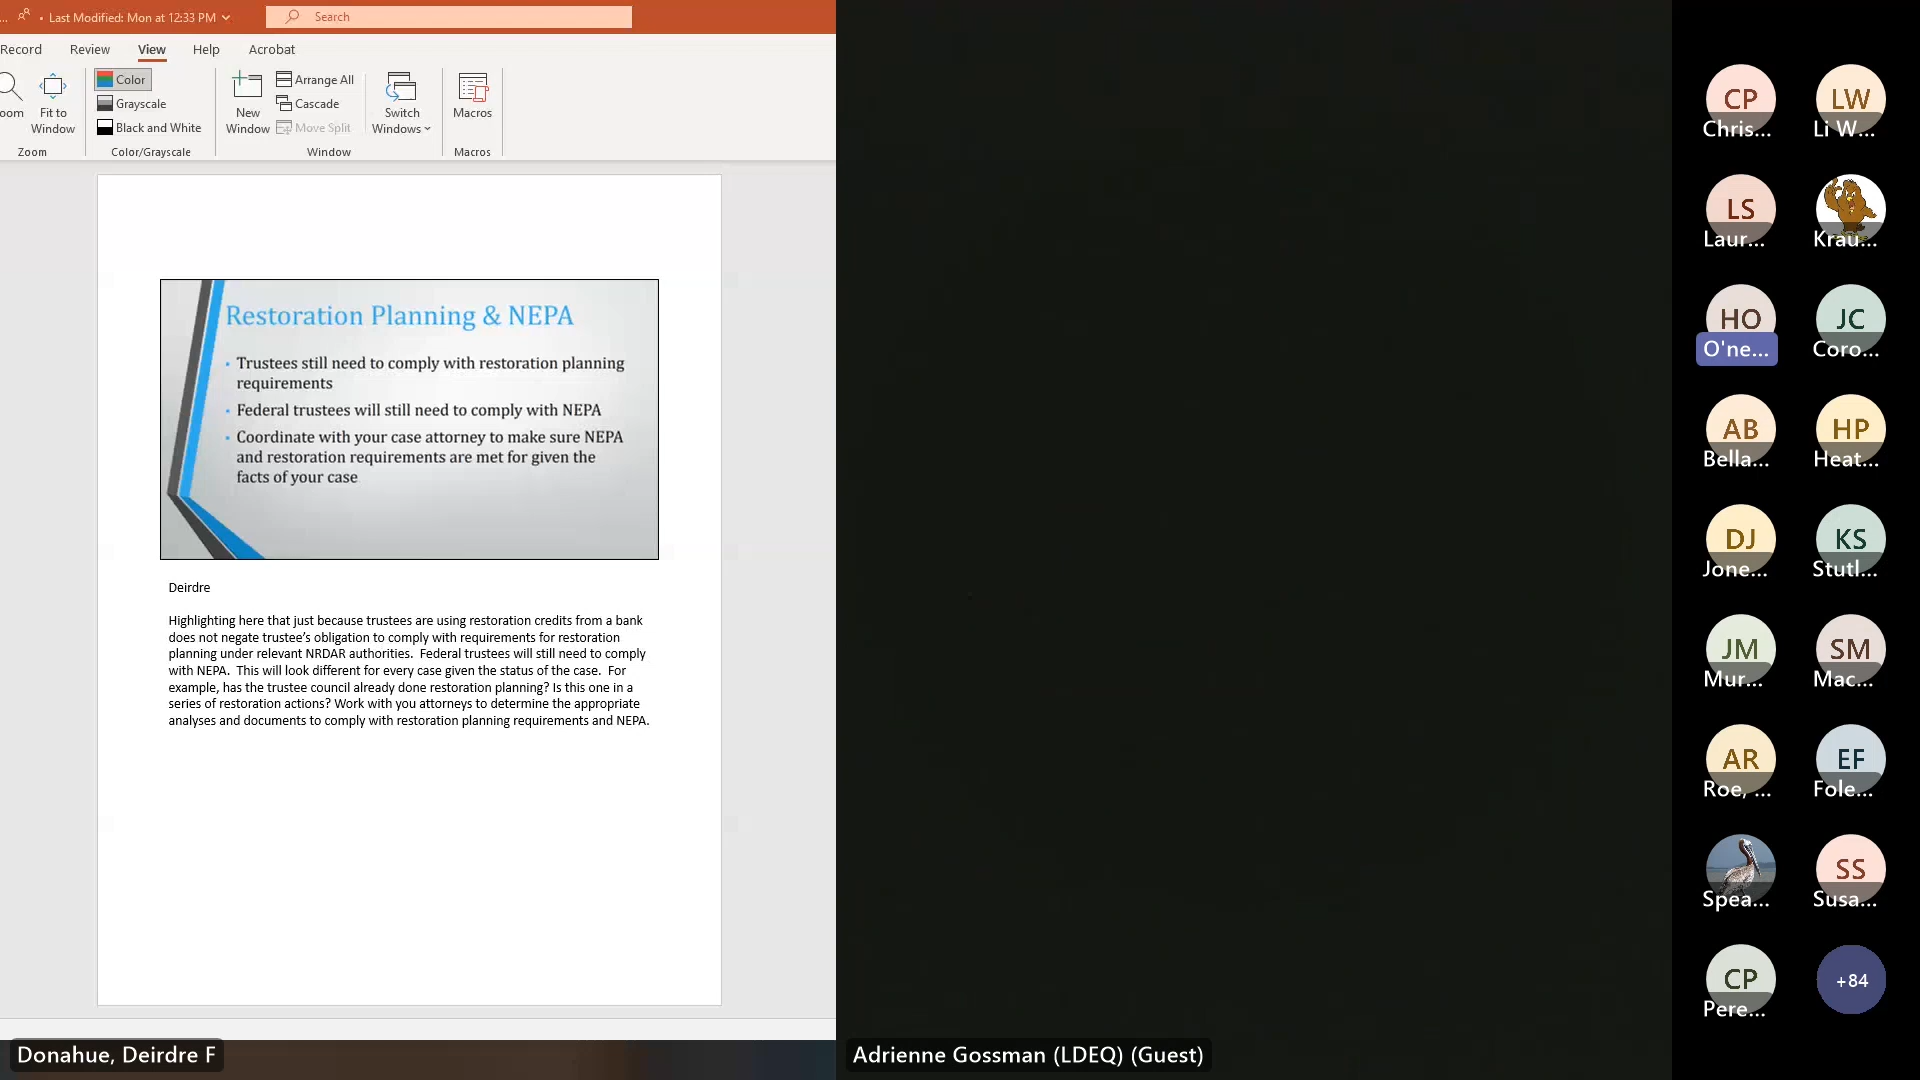 ... • Last Modified: Mon at 12:33 PM
Search
Record Review View Help Acrobat
Color
Grayscale
Black and White
Fit to
Window
New
Window
Arrange All
Cascade
Move Split
Switch
Windows
Macros
Zoom Color/Grayscale Window Macros
Restoration Planning & NEPA
Trustees still need to comply with restoration planning
requirements
Federal trustees will still need to comply with NEPA
Coordinate with your case attorney to make sure NEPA
and restoration requirements are met for given the
facts of your case
Deirdre
Highlighting here that just because trustees are using restoration credits from a bank
does not negate trustee's obligation to comply with requirements for restoration
planning under relevant NRDAR authorities. Federal trustees will still need to comply
with NEPA. This will look different for every case given the status of the case. For
example, has the trustee council already done restoration planning? Is this one in a
series of restoration actions? Work with you attorneys to determine the appropriate
analyses and documents to comply with restoration planning requirements and NEPA.
Donahue, Deirdre F
Adrienne Gossman (LDEQ) (Guest)
CP
Chris...
LW
Li W...
LS
Laur...
Krau...
HO
O'ne...
JC
Coro...
AB
Bella...
HP
Heat...
DJ
Jone...
KS
Stutl...
JM
Mur...
SM
Mac...
AR
Roe, ...
EF
Fole...
Spea...
SS
Susa...
CP
Pere...
+84